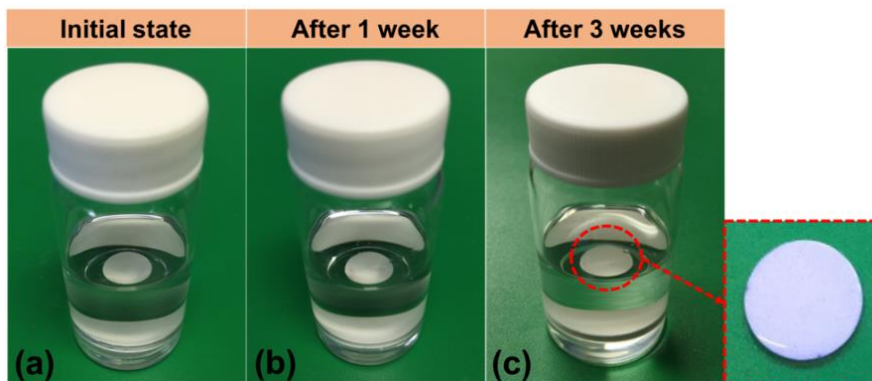 Initial state
After 1 week
After 3 weeks
(a)
(b)
(c)